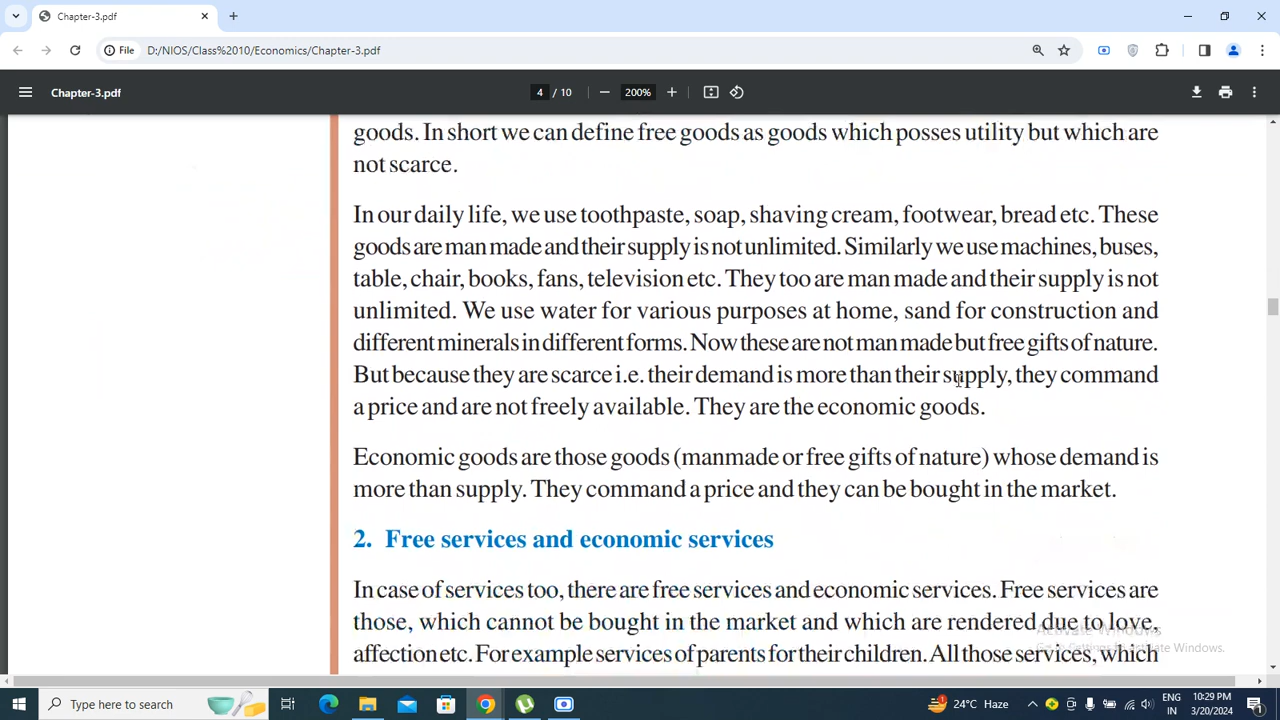 Chapter-3.pdf
File
D:/NIOS/Class%2010/Economics/Chapter-3.pdf
Chapter-3.pdf
4 / 10
200%
goods. In short we can define free goods as goods which posses utility but which are
not scarce.
In our daily life, we use toothpaste, soap, shaving cream, footwear, bread etc. These
goods are man made and their supply is not unlimited. Similarly we use machines, buses,
table, chair, books, fans, television etc. They too are man made and their supply is not
unlimited. We use water for various purposes at home, sand for construction and
different minerals in different forms. Now these are not man made but free gifts of nature.
But because they are scarce i.e. their demand is more than their supply, they command
a price and are not freely available. They are the economic goods.
Economic goods are those goods (manmade or free gifts of nature) whose demand is
more than supply. They command a price and they can be bought in the market.
2. Free services and economic services
In case of services too, there are free services and economic services. Free services are
those, which cannot be bought in the market and which are rendered due to love,
affection etc. For example services of parents for their children. All those services, which
Activate Windows
Go to Settings to activate Windows.
Type here to search
24°C Haze
ENG
IN
10:29 PM
3/20/2024
1